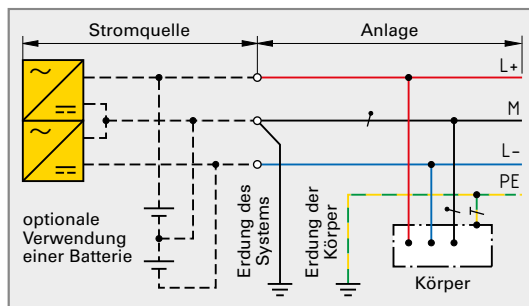 Stromquelle
Anlage
L+
M
L–
PE
optionale
Verwendung
einer Batterie
Erdung des
Systems
Erdung der
Körper
Körper